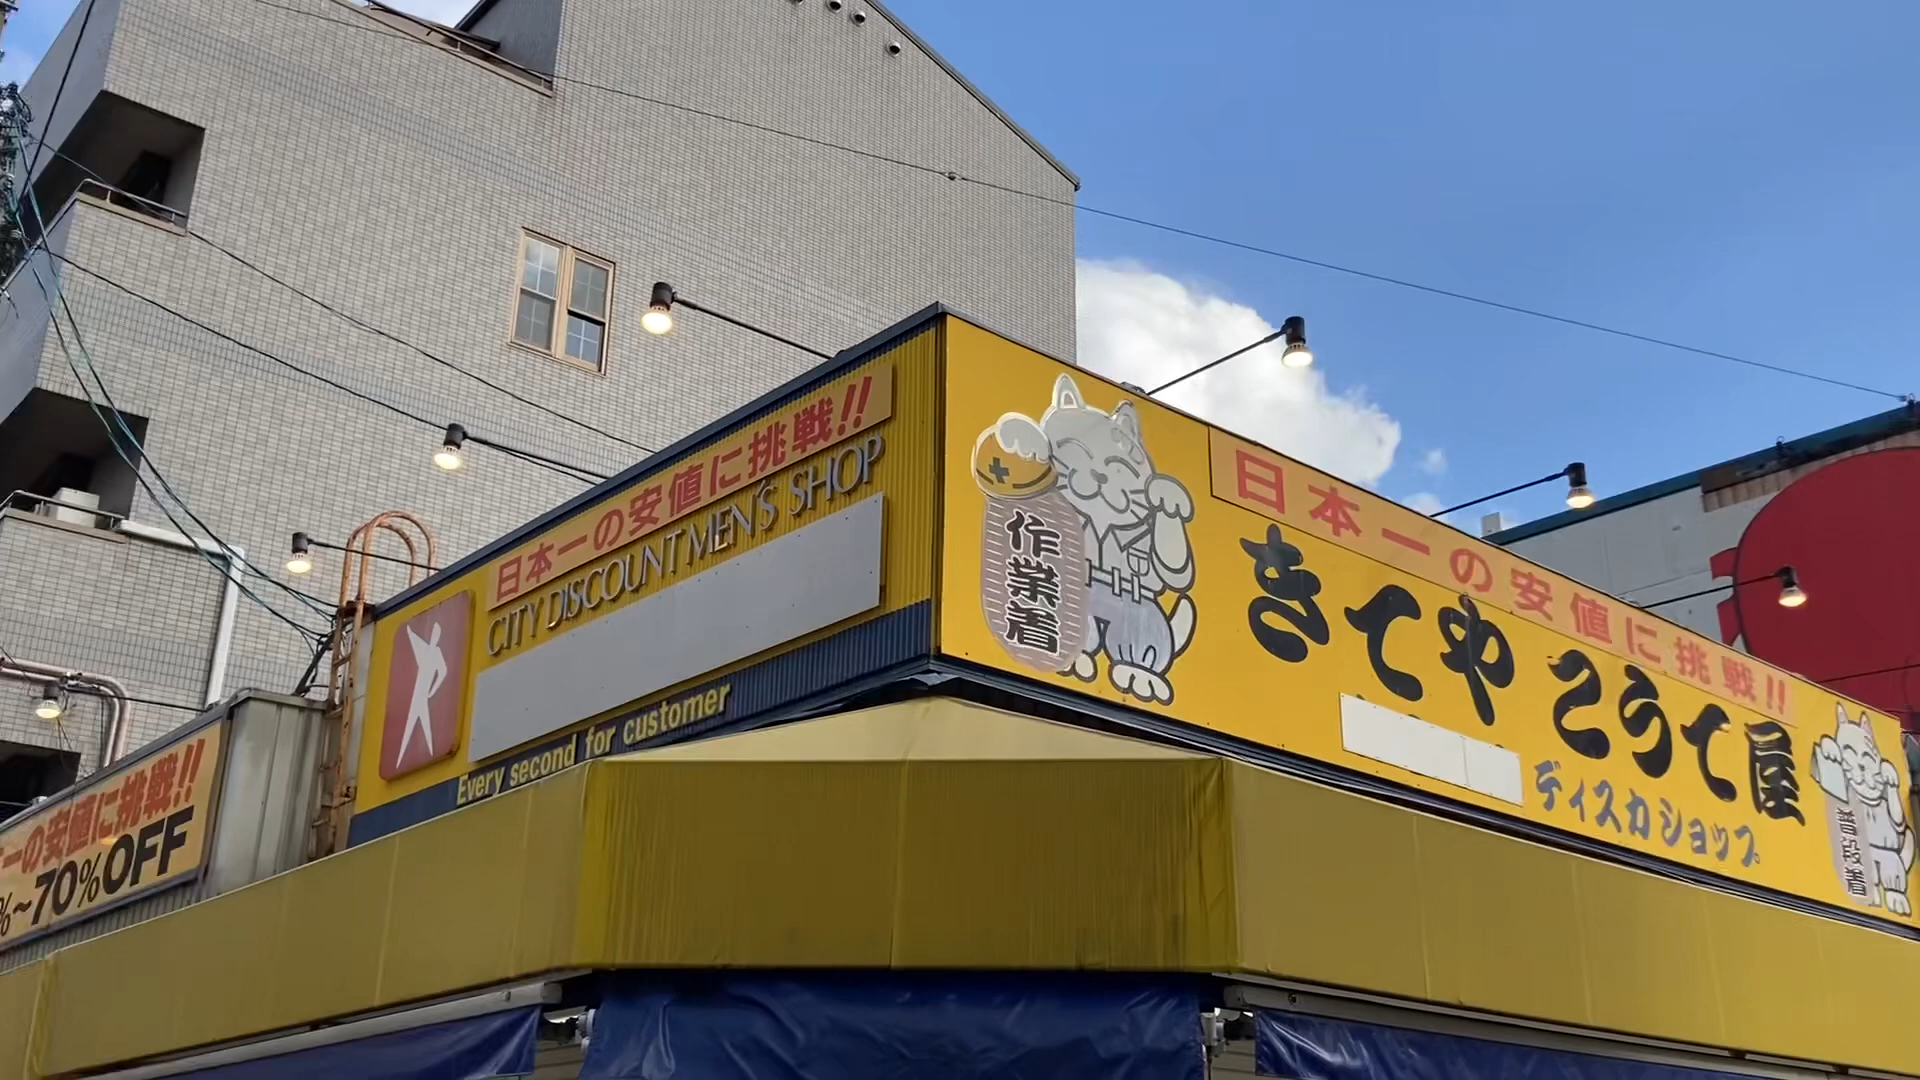 日本一の安値に挑戦!!
CITY DISCOUNT MEN'S SHOP
Every second for customer
一の安値に挑戦!!
%~70%OFF
作業着
日本一の安値に挑戦!!
きてや こうて屋
ディスカショップ
普段着